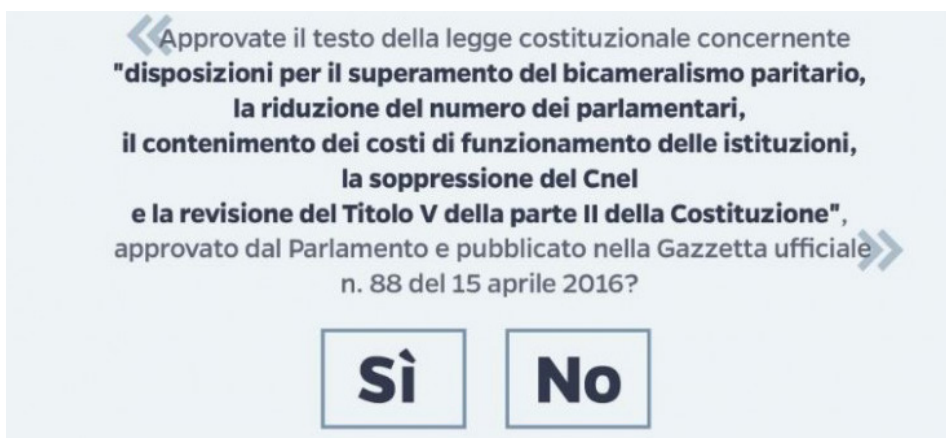 «Approvate il testo della legge costituzionale concernente
"disposizioni per il superamento del bicameralismo paritario,
la riduzione del numero dei parlamentari,
il contenimento dei costi di funzionamento delle istituzioni,
la soppressione del Cnel
e la revisione del Titolo V della parte II della Costituzione",
approvato dal Parlamento e pubblicato nella Gazzetta ufficiale»
n. 88 del 15 aprile 2016?
Sì No